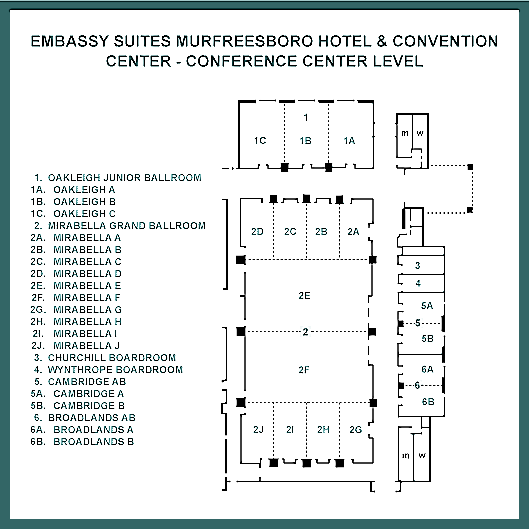 EMBASSY SUITES MURFREESBORO HOTEL & CONVENTION
CENTER - CONFERENCE CENTER LEVEL
1. OAKLEIGH JUNIOR BALLROOM
1A. OAKLEIGH A
1B. OAKLEIGH B
1C. OAKLEIGH C
2. MIRABELLA GRAND BALLROOM
2A. MIRABELLA A
2B. MIRABELLA B
2C. MIRABELLA C
2D. MIRABELLA D
2E. MIRABELLA E
2F. MIRABELLA F
2G. MIRABELLA G
2H. MIRABELLA H
2I. MIRABELLA I
2J. MIRABELLA J
3. CHURCHILL BOARDROOM
4. WYNTHROPE BOARDROOM
5. CAMBRIDGE AB
5A. CAMBRIDGE A
5B. CAMBRIDGE B
6. BROADLANDS AB
6A. BROADLANDS A
6B. BROADLANDS B
1
1C 1B 1A
m w
2D 2C 2B 2A
2E
2
2F
2J 2I 2H 2G
3
4
5A
5
5B
6A
6
6B
m w